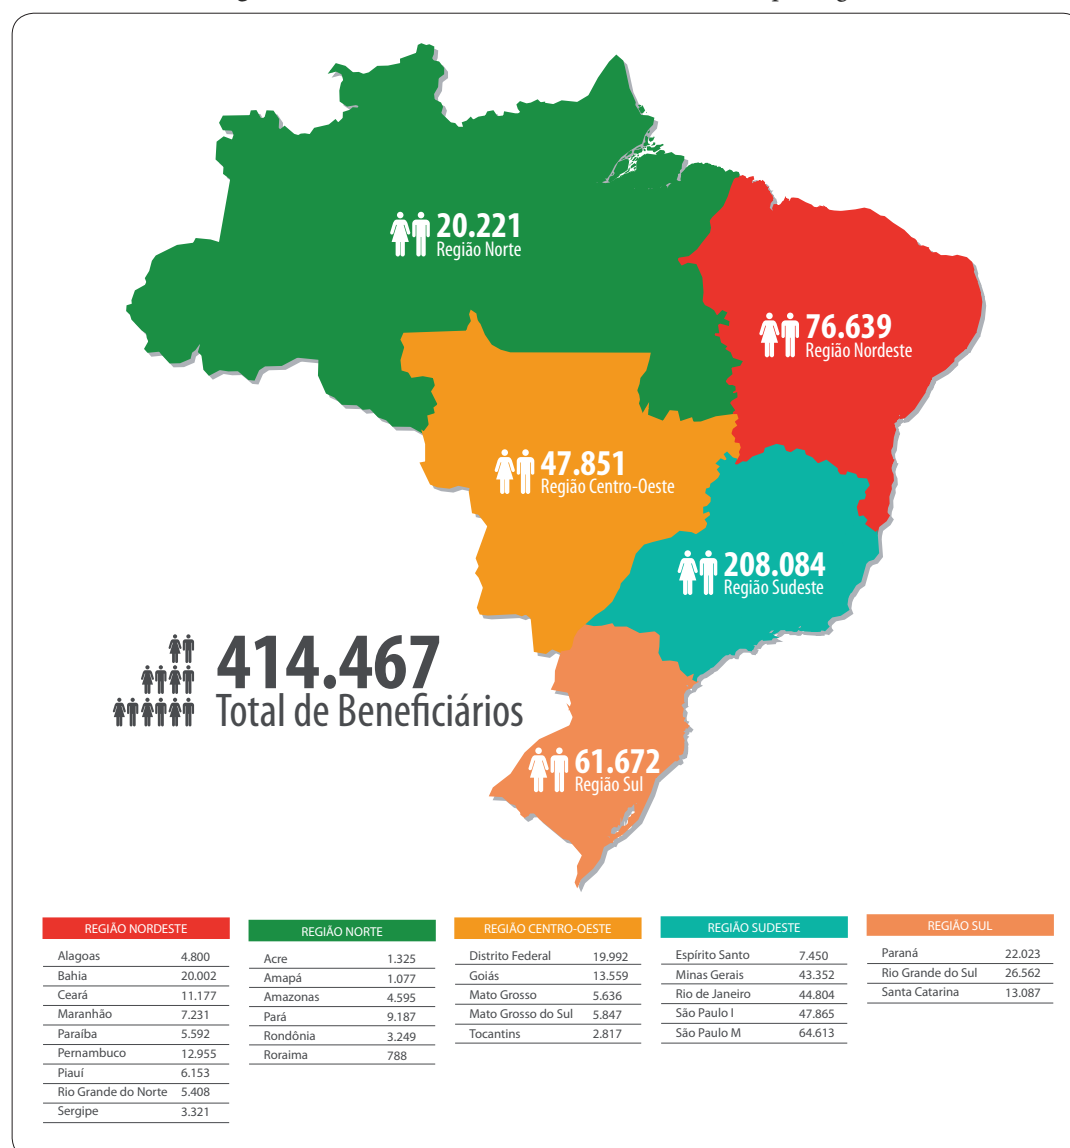 20.221
Região Norte
76.639
Região Nordeste
47.851
Região Centro-Oeste
208.084
Região Sudeste
414.467
Total de Beneficiários
61.672
Região Sul
REGIÃO NORDESTE
Alagoas 4.800
Bahia 20.002
Ceará 11.177
Maranhão 7.231
Paraíba 5.592
Pernambuco 12.955
Piauí 6.153
Rio Grande do Norte 5.408
Sergipe 3.321
REGIÃO NORTE
Acre 1.325
Amapá 1.077
Amazonas 4.595
Pará 9.187
Rondônia 3.249
Roraima 788
REGIÃO CENTRO-OESTE
Distrito Federal 19.992
Goiás 13.559
Mato Grosso 5.636
Mato Grosso do Sul 5.847
Tocantins 2.817
REGIÃO SUDESTE
Espírito Santo 7.450
Minas Gerais 43.352
Rio de Janeiro 44.804
São Paulo I 47.865
São Paulo M 64.613
REGIÃO SUL
Paraná 22.023
Rio Grande do Sul 26.562
Santa Catarina 13.087